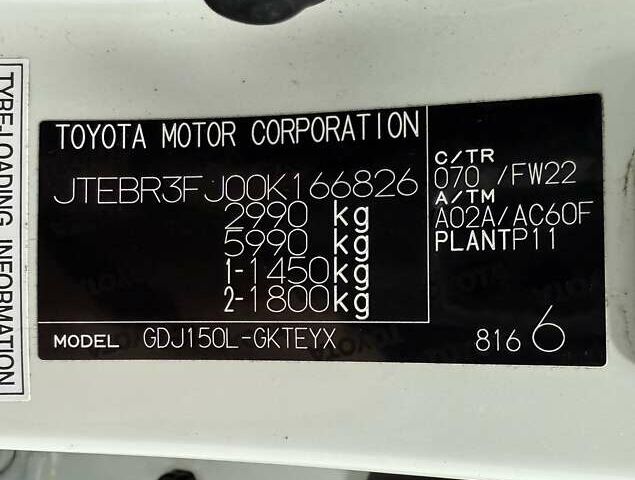 TYRE-LOADING INFORMATION
TOYOTA MOTOR CORPORATION
JTEBR3FJ00K166826
2990 kg
5990 kg
1-1450kg
2-1800kg
C/TR
070 /FW22
A/TM
A02A/AC60F
PLANTP11
MODEL GDJ150L-GKTEYX
816 6